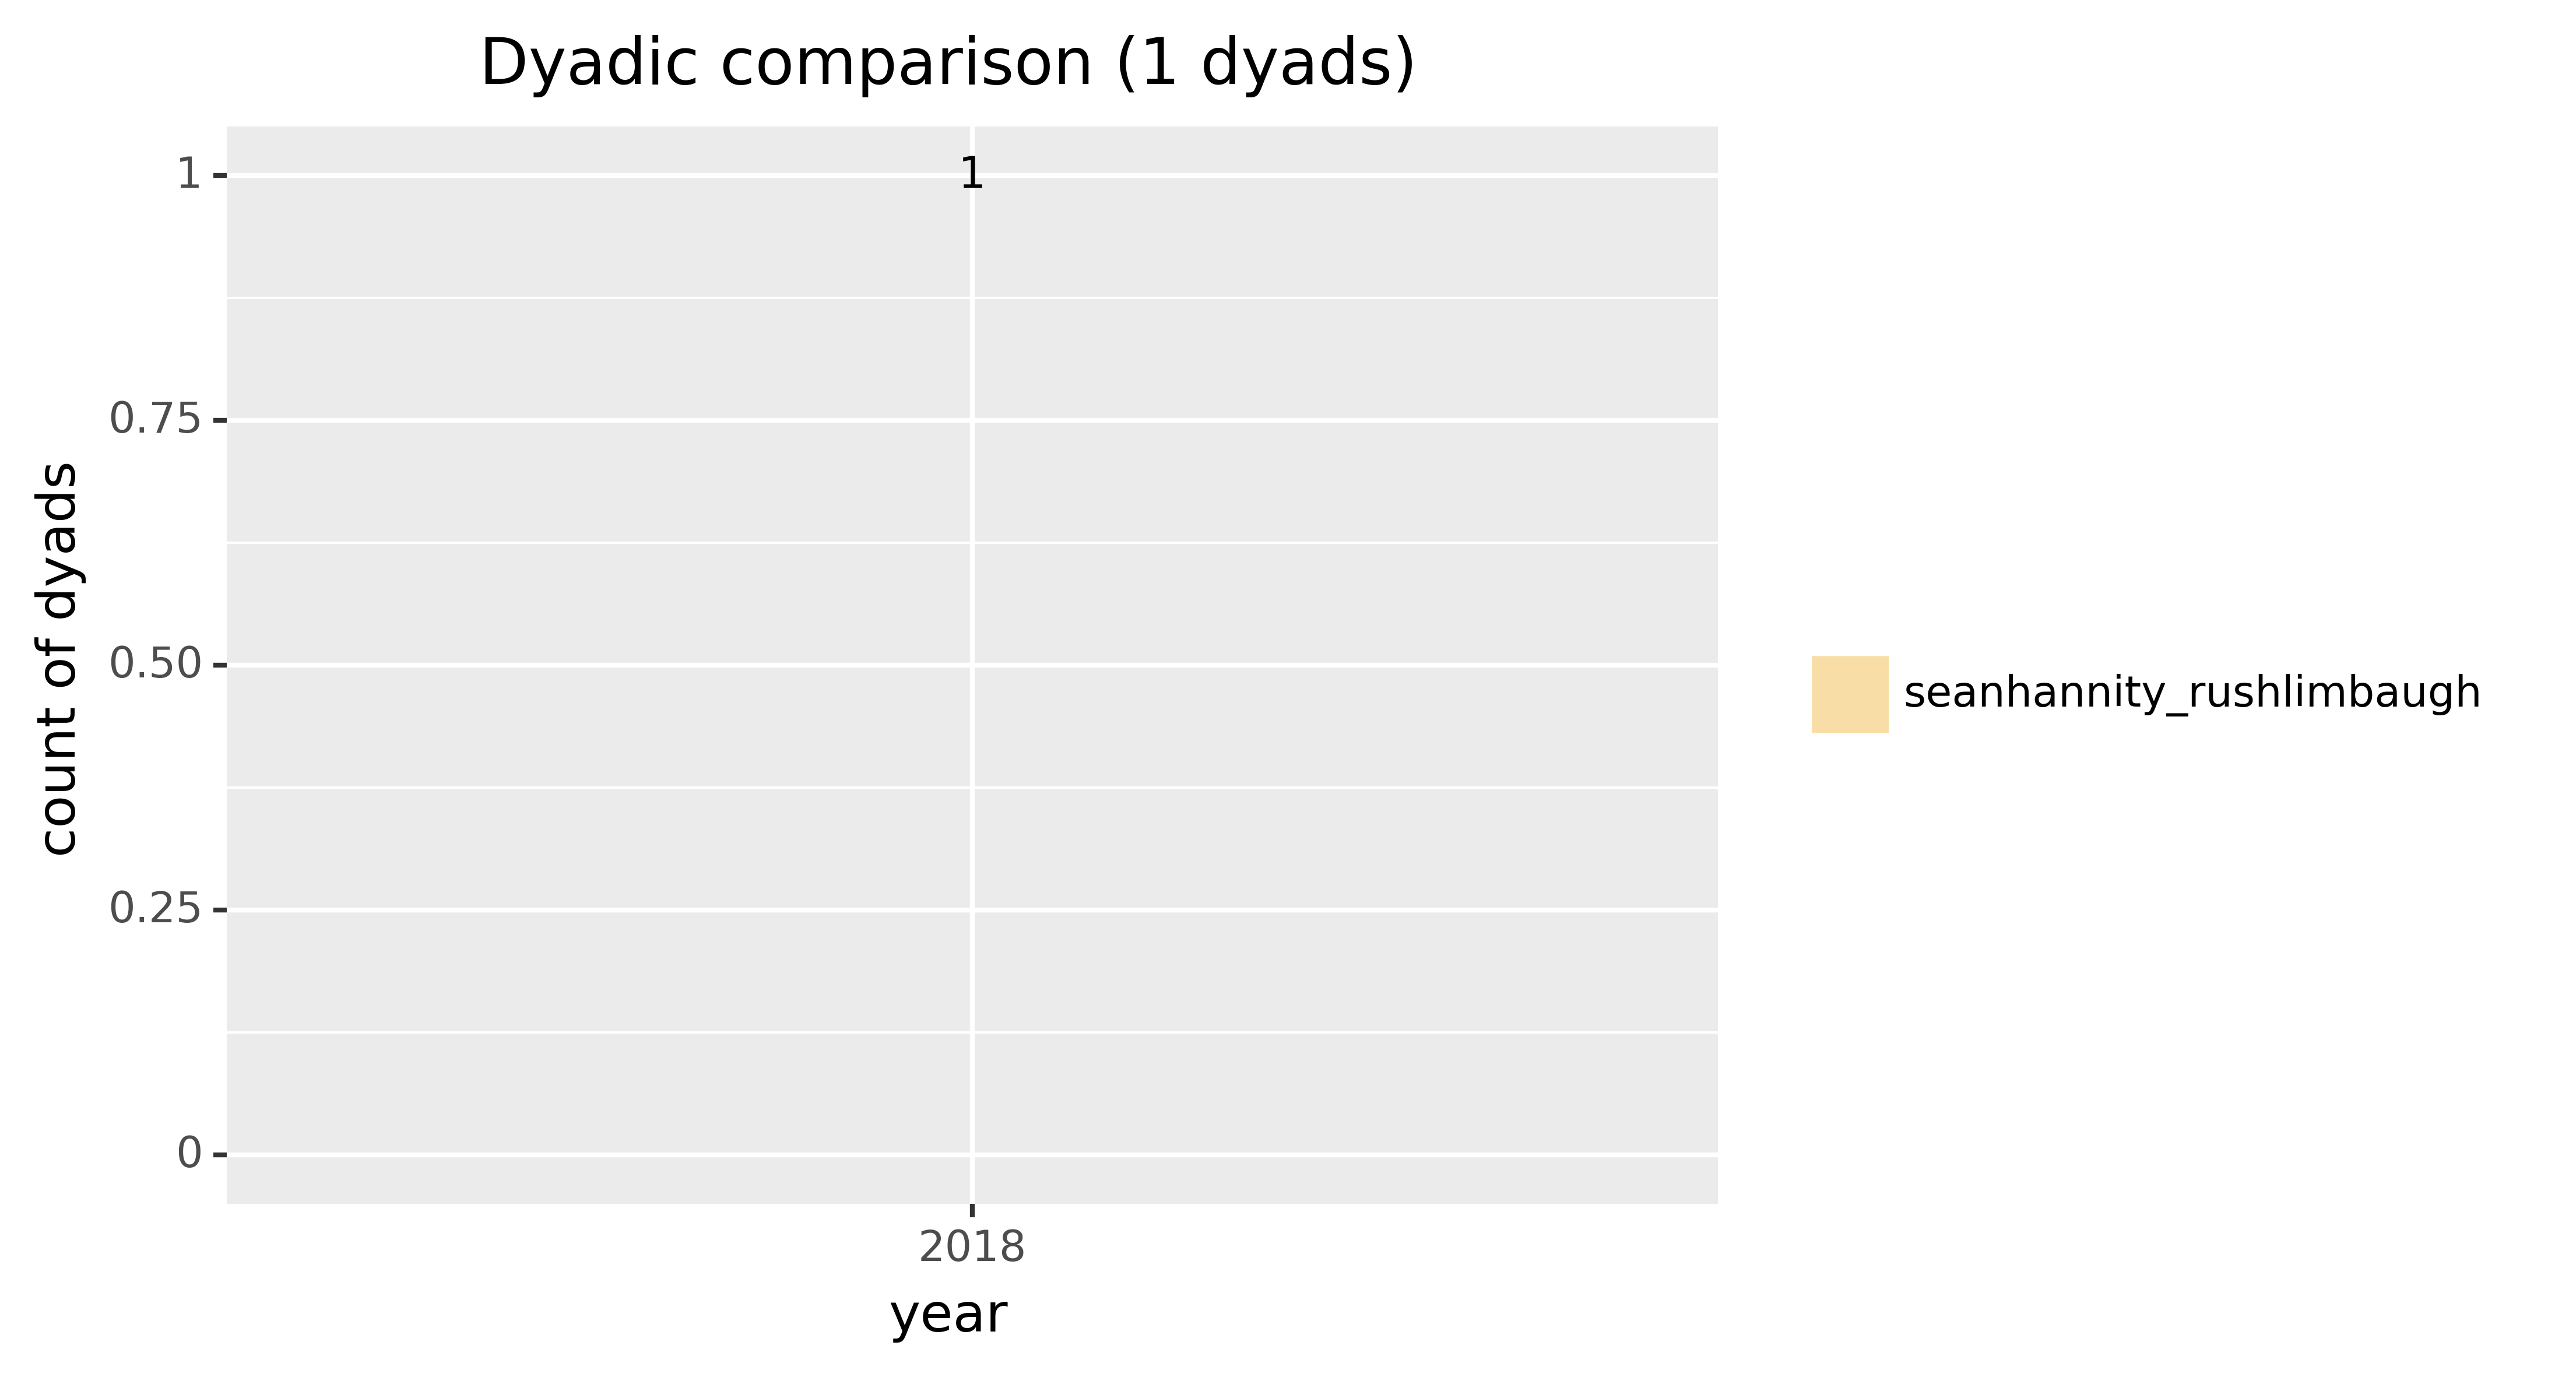 Dyadic comparison (1 dyads)
1
1
0.75
0.50
0.25
0
count of dyads
2018
year
seanhannity_rushlimbaugh